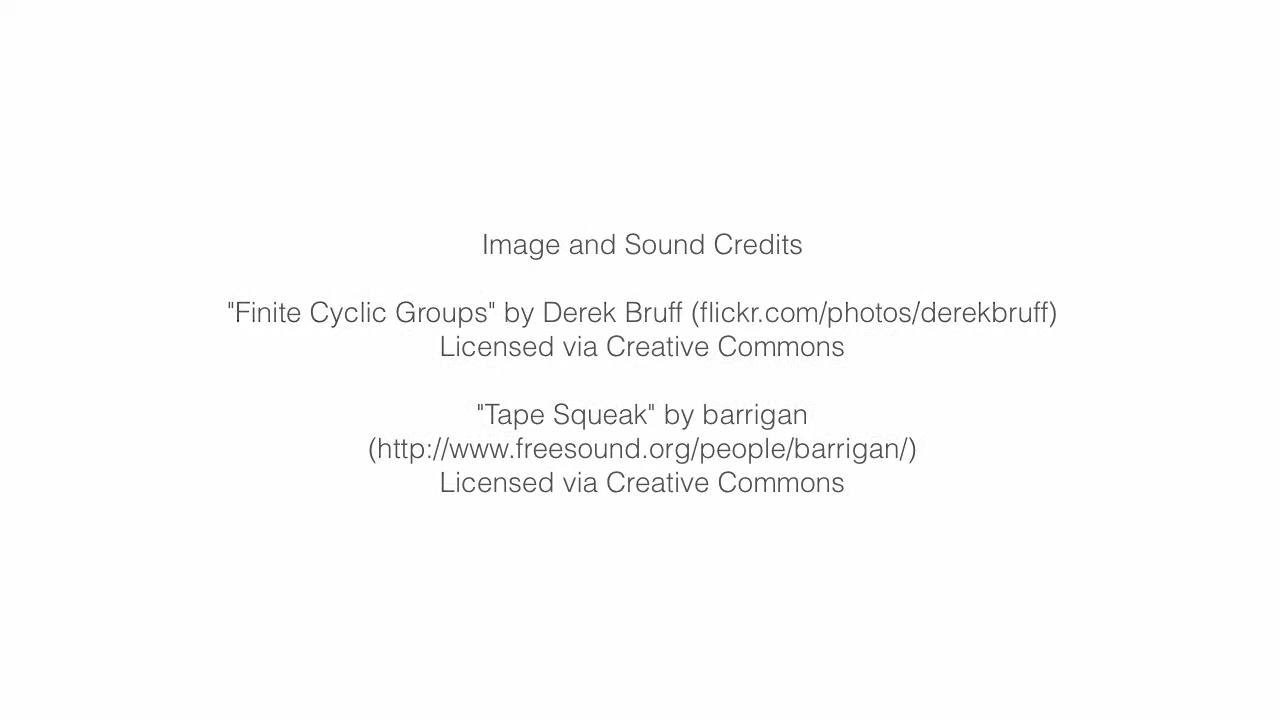 Image and Sound Credits
"Finite Cyclic Groups" by Derek Bruff (flickr.com/photos/derekbruff)
Licensed via Creative Commons
"Tape Squeak" by barrigan
(http://www.freesound.org/people/barrigan/)
Licensed via Creative Commons